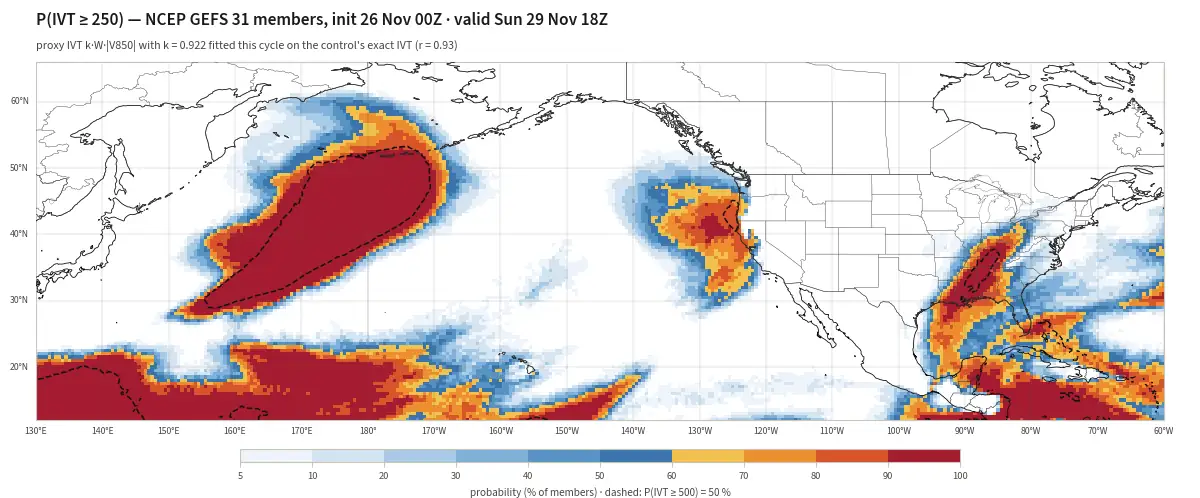 P(IVT ≥ 250) — NCEP GEFS 31 members, init 26 Nov 00Z · valid Sun 29 Nov 18Z
proxy IVT k·W·|V850| with k = 0.922 fitted this cycle on the control's exact IVT (r = 0.93)
60°N
50°N
40°N
30°N
20°N
130°E 140°E 150°E 160°E 170°E 180° 170°W 160°W 150°W 140°W 130°W 120°W 110°W 100°W 90°W 80°W 70°W 60°W
5 10 20 30 40 50 60 70 80 90 100
probability (% of members) · dashed: P(IVT ≥ 500) = 50 %